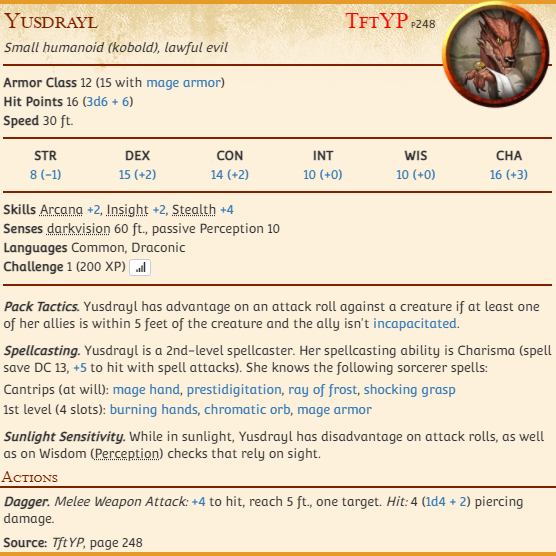 Yusdrayl
TftYP p248
Small humanoid (kobold), lawful evil
Armor Class 12 (15 with mage armor)
Hit Points 16 (3d6 + 6)
Speed 30 ft.
STR DEX CON INT WIS CHA
8 (−1) 15 (+2) 14 (+2) 10 (+0) 10 (+0) 16 (+3)
Skills Arcana +2, Insight +2, Stealth +4
Senses darkvision 60 ft., passive Perception 10
Languages Common, Draconic
Challenge 1 (200 XP)
Pack Tactics. Yusdrayl has advantage on an attack roll against a creature if at least one
of her allies is within 5 feet of the creature and the ally isn't incapacitated.
Spellcasting. Yusdrayl is a 2nd-level spellcaster. Her spellcasting ability is Charisma (spell
save DC 13, +5 to hit with spell attacks). She knows the following sorcerer spells:
Cantrips (at will): mage hand, prestidigitation, ray of frost, shocking grasp
1st level (4 slots): burning hands, chromatic orb, mage armor
Sunlight Sensitivity. While in sunlight, Yusdrayl has disadvantage on attack rolls, as well
as on Wisdom (Perception) checks that rely on sight.
Actions
Dagger. Melee Weapon Attack: +4 to hit, reach 5 ft., one target. Hit: 4 (1d4 + 2) piercing
damage.
Source: TftYP, page 248